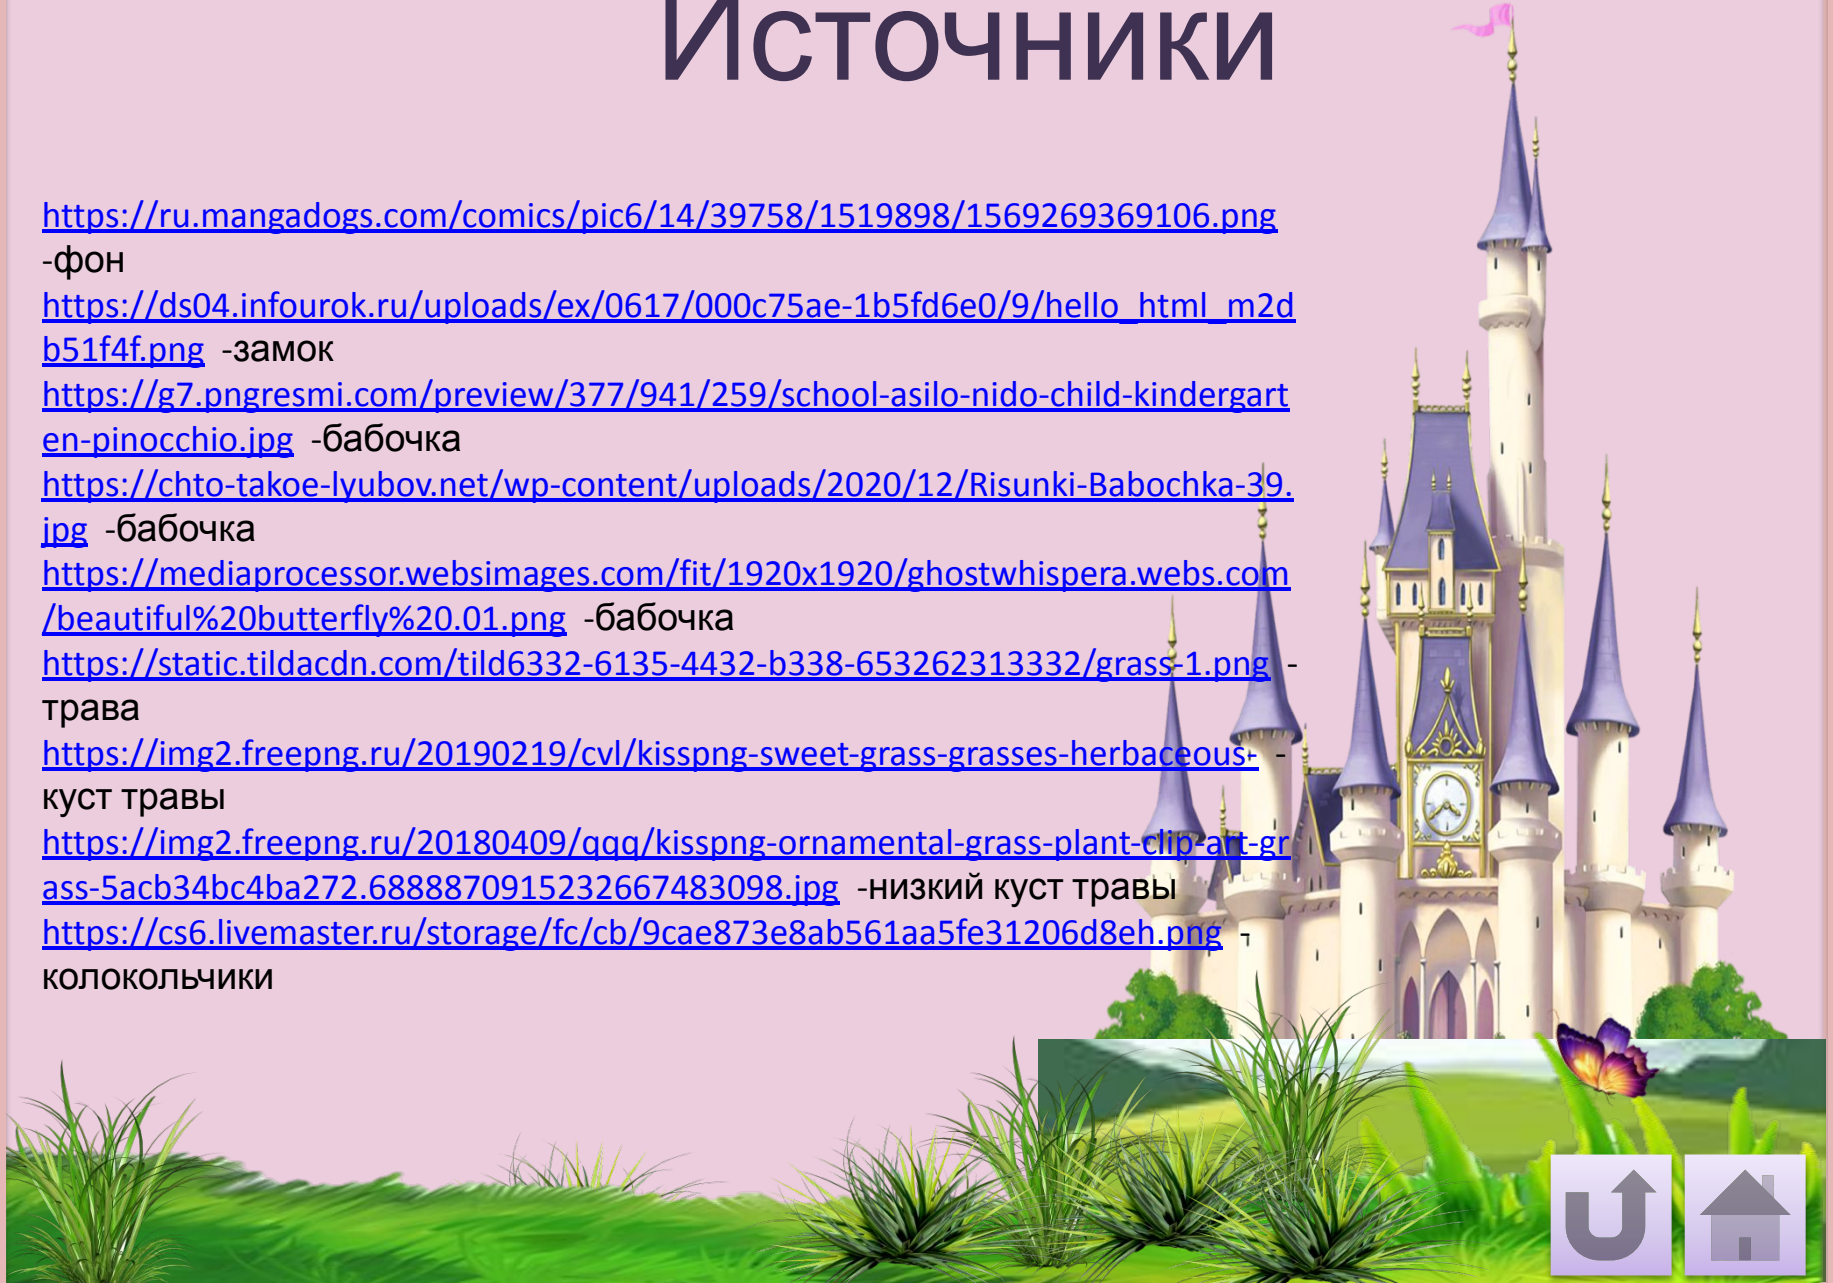 Источники
https://ru.mangadogs.com/comics/pic6/14/39758/1519898/1569269369106.png
-фон
https://ds04.infourok.ru/uploads/ex/0617/000c75ae-1b5fd6e0/9/hello_html_m2d
b51f4f.png -замок
https://g7.pngresmi.com/preview/377/941/259/school-asilo-nido-child-kindergart
en-pinocchio.jpg -бабочка
https://chto-takoe-lyubov.net/wp-content/uploads/2020/12/Risunki-Babochka-39.
jpg -бабочка
https://mediaprocessor.websimages.com/fit/1920x1920/ghostwhispera.webs.com
/beautiful%20butterfly%20.01.png -бабочка
https://static.tildacdn.com/tild6332-6135-4432-b338-653262313332/grass-1.png -
трава
https://img2.freepng.ru/20190219/cvl/kisspng-sweet-grass-grasses-herbaceous- -
куст травы
https://img2.freepng.ru/20180409/qqq/kisspng-ornamental-grass-plant-clip-art-gr
ass-5acb34bc4ba272.6888870915232667483098.jpg -низкий куст травы
https://cs6.livemaster.ru/storage/fc/cb/9cae873e8ab561aa5fe31206d8eh.png -
колокольчики